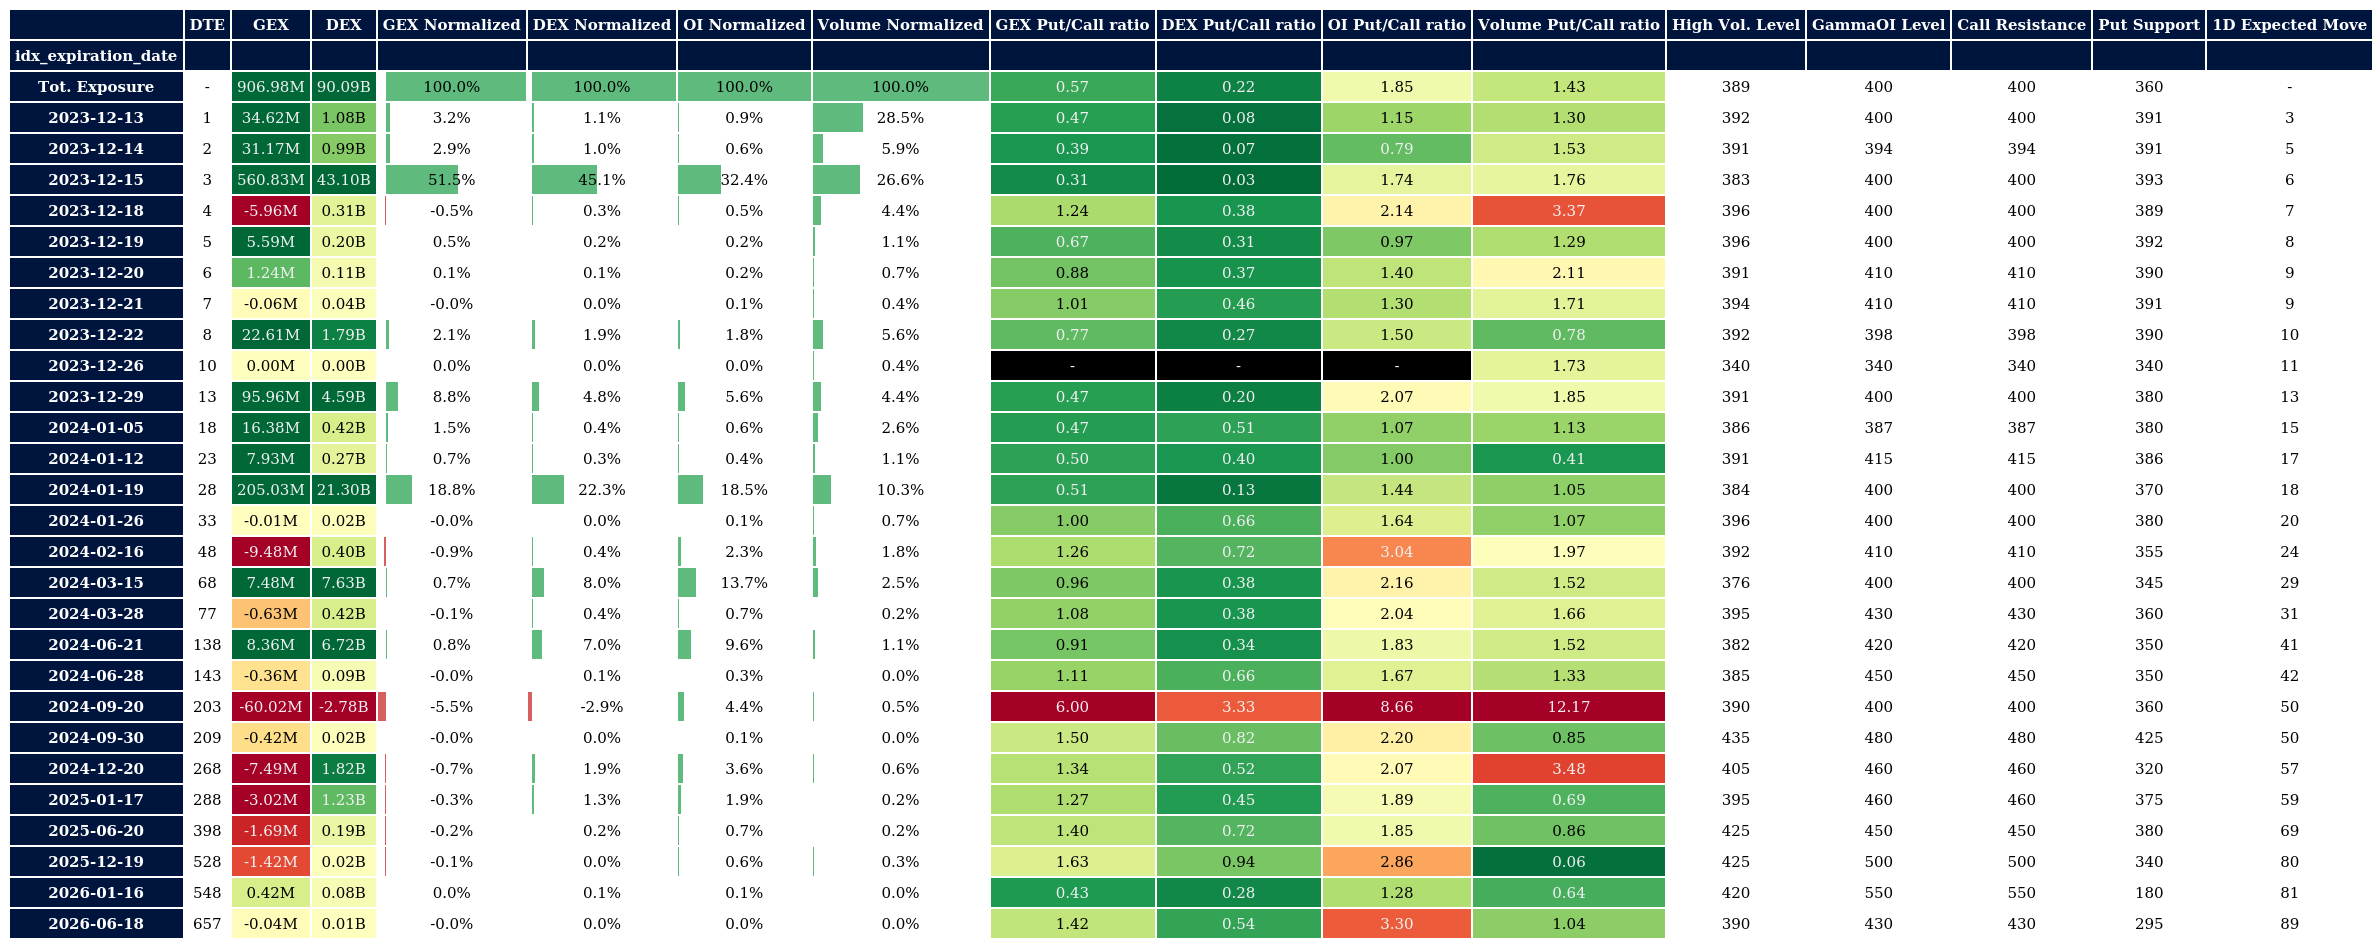 DTE GEX DEX GEX Normalized DEX Normalized OI Normalized Volume Normalized GEX Put/Call ratio DEX Put/Call ratio OI Put/Call ratio Volume Put/Call ratio High Vol. Level GammaOI Level Call Resistance Put Support 1D Expected Move
idx_expiration_date
Tot. Exposure - 906.98M 90.09B 100.0% 100.0% 100.0% 100.0% 0.57 0.22 1.85 1.43 389 400 400 360 -
2023-12-13 1 34.62M 1.08B 3.2% 1.1% 0.9% 28.5% 0.47 0.08 1.15 1.30 392 400 400 391 3
2023-12-14 2 31.17M 0.99B 2.9% 1.0% 0.6% 5.9% 0.39 0.07 0.79 1.53 391 394 394 391 5
2023-12-15 3 560.83M 43.10B 51.5% 45.1% 32.4% 26.6% 0.31 0.03 1.74 1.76 383 400 400 393 6
2023-12-18 4 -5.96M 0.31B -0.5% 0.3% 0.5% 4.4% 1.24 0.38 2.14 3.37 396 400 400 389 7
2023-12-19 5 5.59M 0.20B 0.5% 0.2% 0.2% 1.1% 0.67 0.31 0.97 1.29 396 400 400 392 8
2023-12-20 6 1.24M 0.11B 0.1% 0.1% 0.2% 0.7% 0.88 0.37 1.40 2.11 391 410 410 390 9
2023-12-21 7 -0.06M 0.04B -0.0% 0.0% 0.1% 0.4% 1.01 0.46 1.30 1.71 394 410 410 391 9
2023-12-22 8 22.61M 1.79B 2.1% 1.9% 1.8% 5.6% 0.77 0.27 1.50 0.78 392 398 398 390 10
2023-12-26 10 0.00M 0.00B 0.0% 0.0% 0.0% 0.4% - - - 1.73 340 340 340 340 11
2023-12-29 13 95.96M 4.59B 8.8% 4.8% 5.6% 4.4% 0.47 0.20 2.07 1.85 391 400 400 380 13
2024-01-05 18 16.38M 0.42B 1.5% 0.4% 0.6% 2.6% 0.47 0.51 1.07 1.13 386 387 387 380 15
2024-01-12 23 7.93M 0.27B 0.7% 0.3% 0.4% 1.1% 0.50 0.40 1.00 0.41 391 415 415 386 17
2024-01-19 28 205.03M 21.30B 18.8% 22.3% 18.5% 10.3% 0.51 0.13 1.44 1.05 384 400 400 370 18
2024-01-26 33 -0.01M 0.02B -0.0% 0.0% 0.1% 0.7% 1.00 0.66 1.64 1.07 396 400 400 380 20
2024-02-16 48 -9.48M 0.40B -0.9% 0.4% 2.3% 1.8% 1.26 0.72 3.04 1.97 392 410 410 355 24
2024-03-15 68 7.48M 7.63B 0.7% 8.0% 13.7% 2.5% 0.96 0.38 2.16 1.52 376 400 400 345 29
2024-03-28 77 -0.63M 0.42B -0.1% 0.4% 0.7% 0.2% 1.08 0.38 2.04 1.66 395 430 430 360 31
2024-06-21 138 8.36M 6.72B 0.8% 7.0% 9.6% 1.1% 0.91 0.34 1.83 1.52 382 420 420 350 41
2024-06-28 143 -0.36M 0.09B -0.0% 0.1% 0.3% 0.0% 1.11 0.66 1.67 1.33 385 450 450 350 42
2024-09-20 203 -60.02M -2.78B -5.5% -2.9% 4.4% 0.5% 6.00 3.33 8.66 12.17 390 400 400 360 50
2024-09-30 209 -0.42M 0.02B -0.0% 0.0% 0.1% 0.0% 1.50 0.82 2.20 0.85 435 480 480 425 50
2024-12-20 268 -7.49M 1.82B -0.7% 1.9% 3.6% 0.6% 1.34 0.52 2.07 3.48 405 460 460 320 57
2025-01-17 288 -3.02M 1.23B -0.3% 1.3% 1.9% 0.2% 1.27 0.45 1.89 0.69 395 460 460 375 59
2025-06-20 398 -1.69M 0.19B -0.2% 0.2% 0.7% 0.2% 1.40 0.72 1.85 0.86 425 450 450 380 69
2025-12-19 528 -1.42M 0.02B -0.1% 0.0% 0.6% 0.3% 1.63 0.94 2.86 0.06 425 500 500 340 80
2026-01-16 548 0.42M 0.08B 0.0% 0.1% 0.1% 0.0% 0.43 0.28 1.28 0.64 420 550 550 180 81
2026-06-18 657 -0.04M 0.01B -0.0% 0.0% 0.0% 0.0% 1.42 0.54 3.30 1.04 390 430 430 295 89